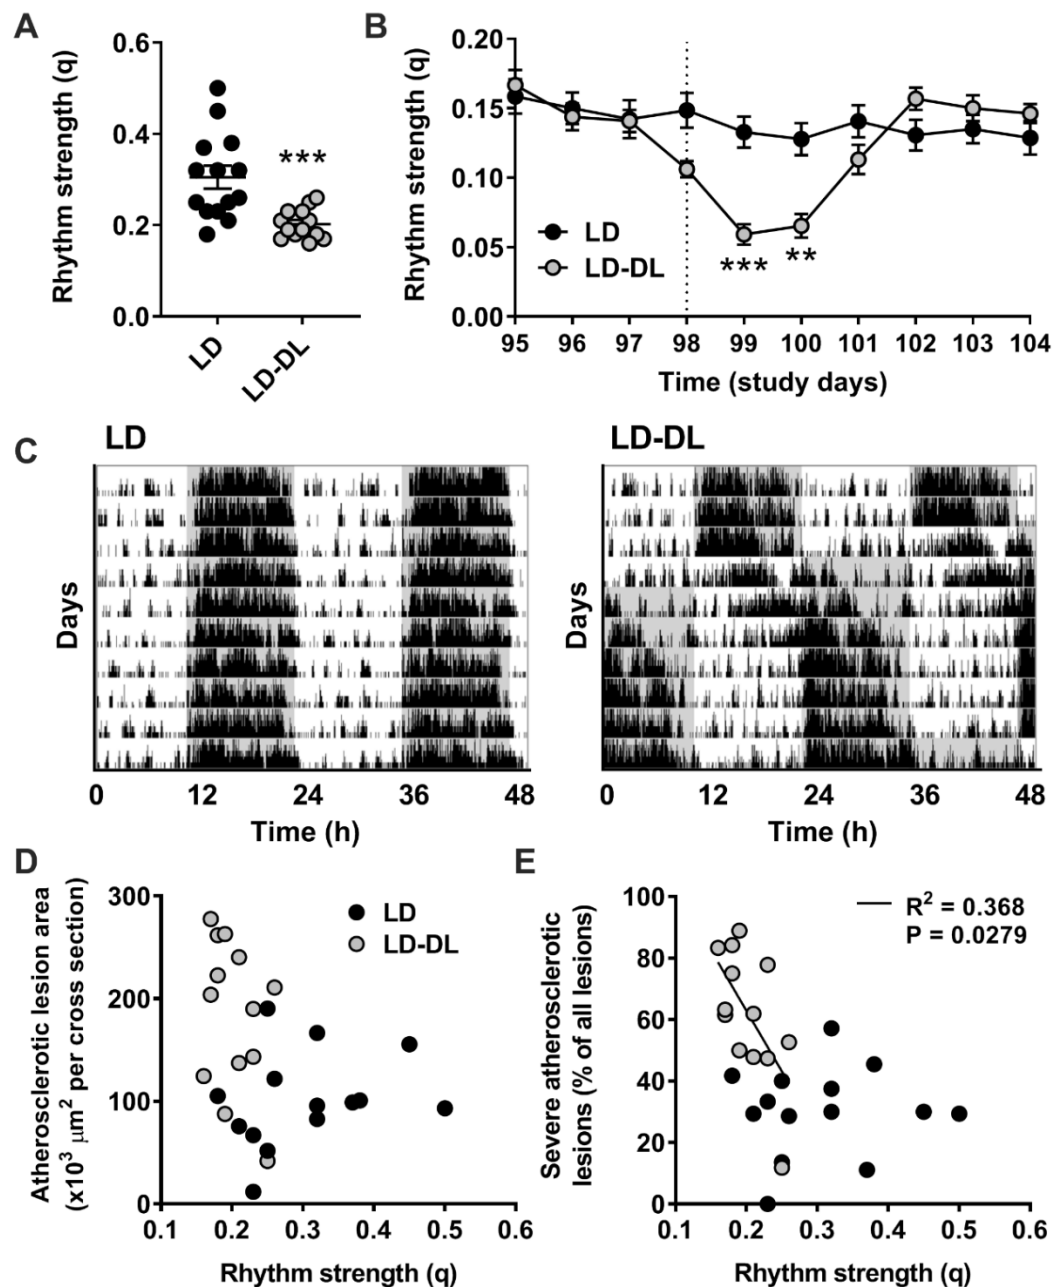 A
Rhythm strength (q)
0.6
0.4
0.2
0.0
***
LD
LD-DL
B
Rhythm strength (q)
0.20
0.15
0.10
0.05
0.00
LD
LD-DL
***
**
95 96 97 98 99 100 101 102 103 104
Time (study days)
C
LD
Days
0 12 24 36 48
Time (h)
LD-DL
Days
0 12 24 36 48
Time (h)
D
Atherosclerotic lesion area
(x10³ µm² per cross section)
300
200
100
0
LD
LD-DL
0.1 0.2 0.3 0.4 0.5 0.6
Rhythm strength (q)
E
Severe atherosclerotic
lesions (% of all lesions)
100
80
60
40
20
0
R² = 0.368
P = 0.0279
0.1 0.2 0.3 0.4 0.5 0.6
Rhythm strength (q)